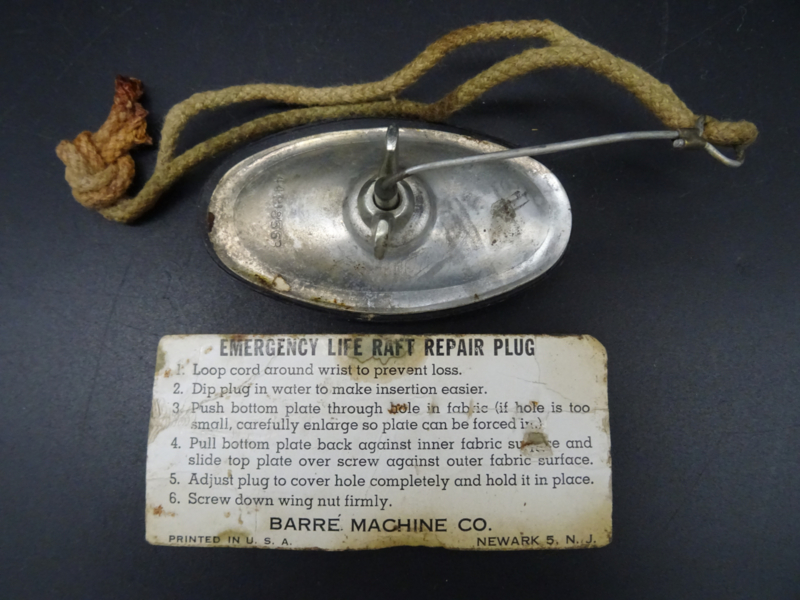 EMERGENCY LIFE RAFT REPAIR PLUG
1. Loop cord around wrist to prevent loss.
2. Dip plug in water to make insertion easier.
3 Push bottom plate through hole in fabric (if hole is too
small, carefully enlarge so plate can be forced in.)
4. Pull bottom plate back against inner fabric surface and
slide top plate over screw against outer fabric surface.
5. Adjust plug to cover hole completely and hold it in place.
6. Screw down wing nut firmly.
BARRE MACHINE CO.
PRINTED IN U. S. A. NEWARK 5, N. J.